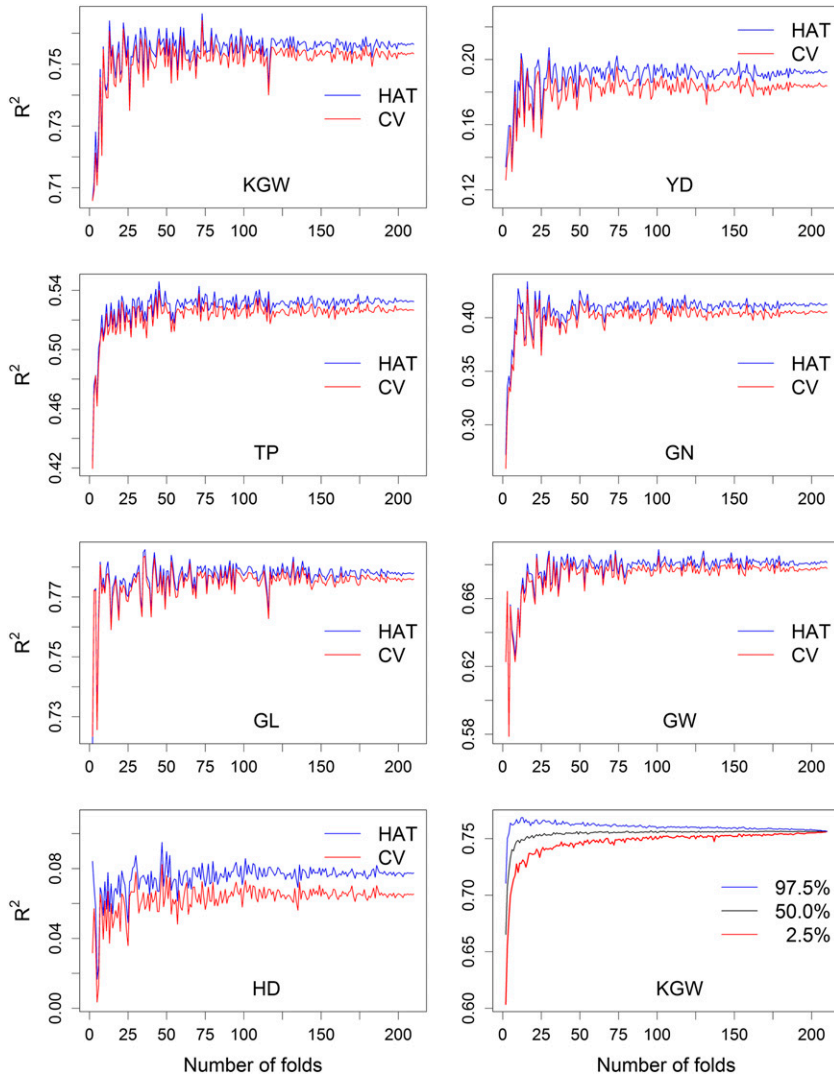 R²
0.71 0.73 0.75
HAT
CV
KGW
0 25 50 75 100 150 200
0.12 0.16 0.20
HAT
CV
YD
0 25 50 75 100 150 200
R²
0.42 0.46 0.50 0.54
HAT
CV
TP
0 25 50 75 100 150 200
0.30 0.35 0.40
HAT
CV
GN
0 25 50 75 100 150 200
R²
0.73 0.75 0.77
HAT
CV
GL
0 25 50 75 100 150 200
0.58 0.62 0.66
HAT
CV
GW
0 25 50 75 100 150 200
R²
0.00 0.04 0.08
HAT
CV
HD
0 25 50 75 100 150 200
Number of folds
0.60 0.65 0.70 0.75
97.5%
50.0%
2.5%
KGW
0 25 50 75 100 150 200
Number of folds